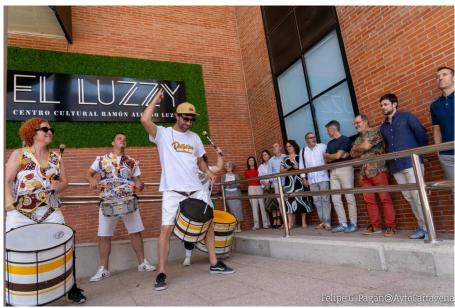 EL LUZZY
CENTRO CULTURAL RAMÓN ALONSO LUZZY
Felipe G. Pagán@AytoCartagena